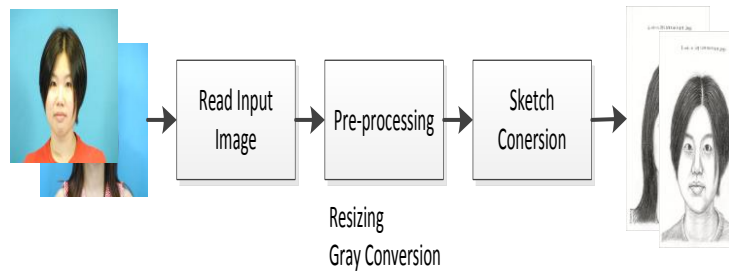 Read Input
Image
Pre-processing
Sketch
Conersion
Resizing
Gray Conversion